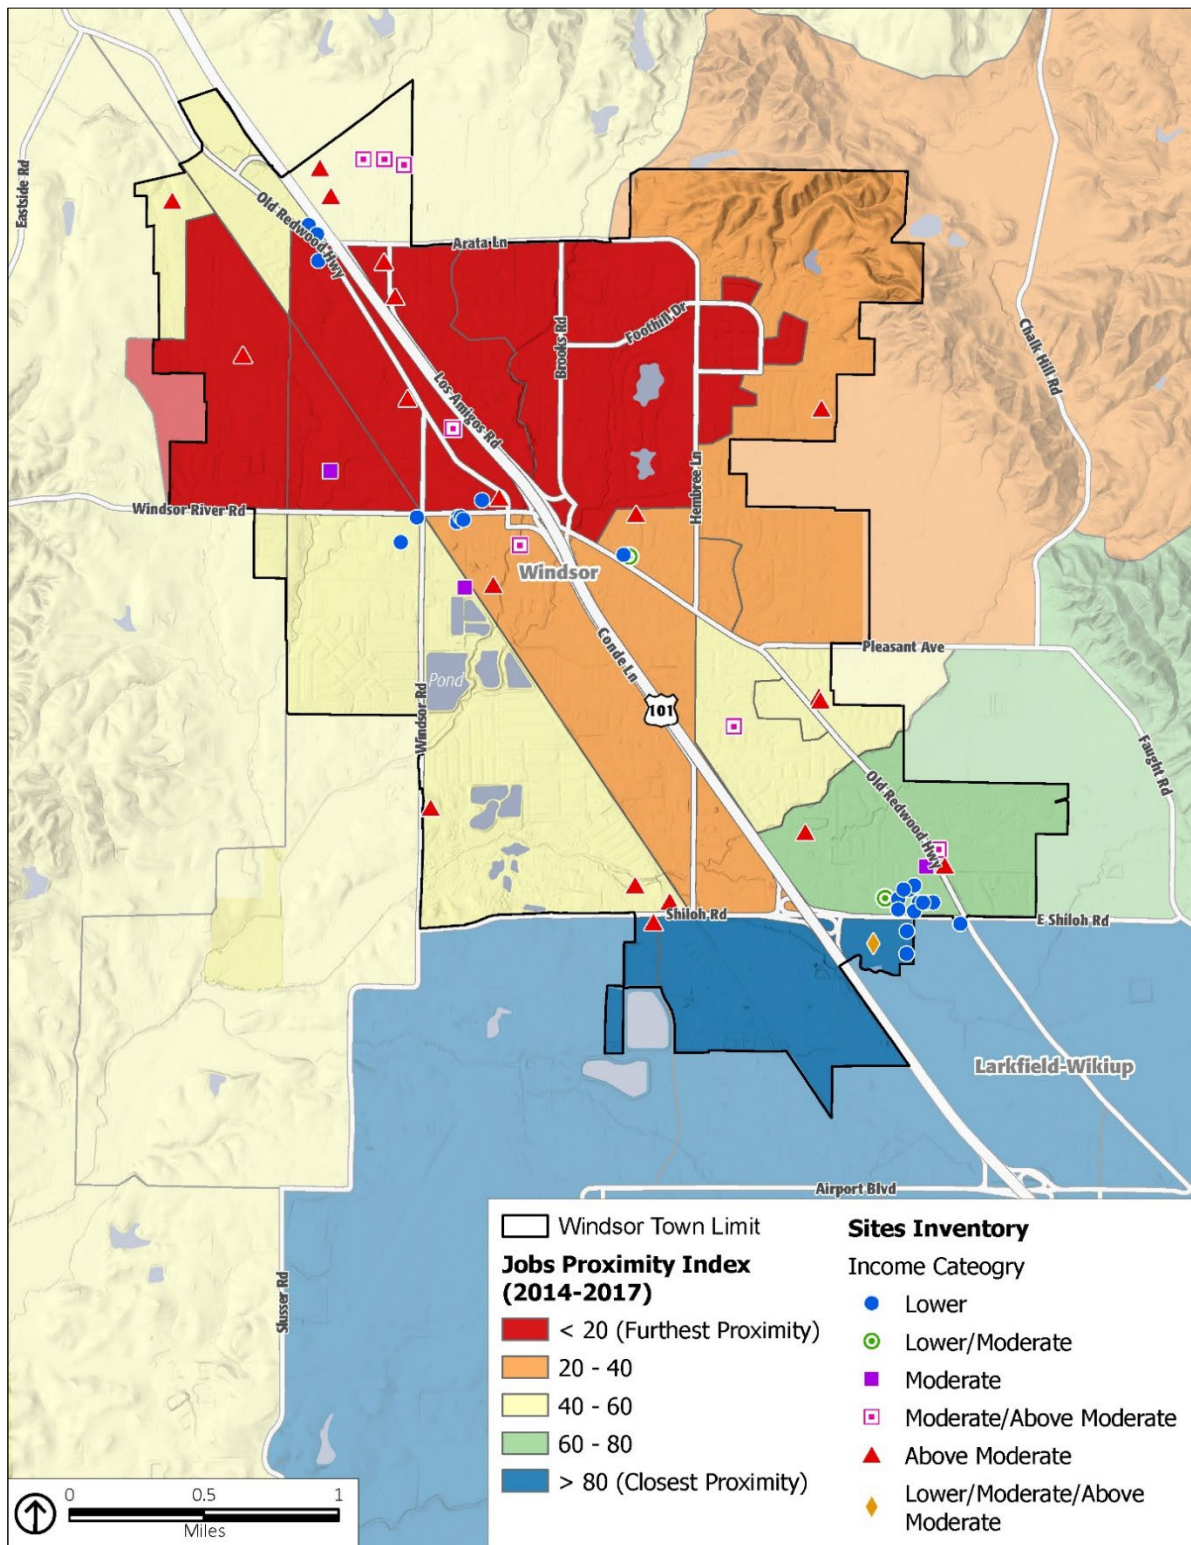 Eastside Rd
Old Redwood Hwy
Arata Ln
Brooks Rd
Foothill Dr
Chalk Hill Rd
Los Amigos Rd
Hembree Ln
Windsor River Rd
Windsor
Conde Ln
Pleasant Ave
Pond
Windsor Rd
101
Faught Rd
Old Redwood Hwy
Shiloh Rd
E Shiloh Rd
Larkfield-Wikiup
Airport Blvd
Slusser Rd
Windsor Town Limit
Jobs Proximity Index
(2014-2017)
< 20 (Furthest Proximity)
20 - 40
40 - 60
60 - 80
> 80 (Closest Proximity)
Sites Inventory
Income Cateogry
Lower
Lower/Moderate
Moderate
Moderate/Above Moderate
Above Moderate
Lower/Moderate/Above
Moderate
0 0.5 1
Miles